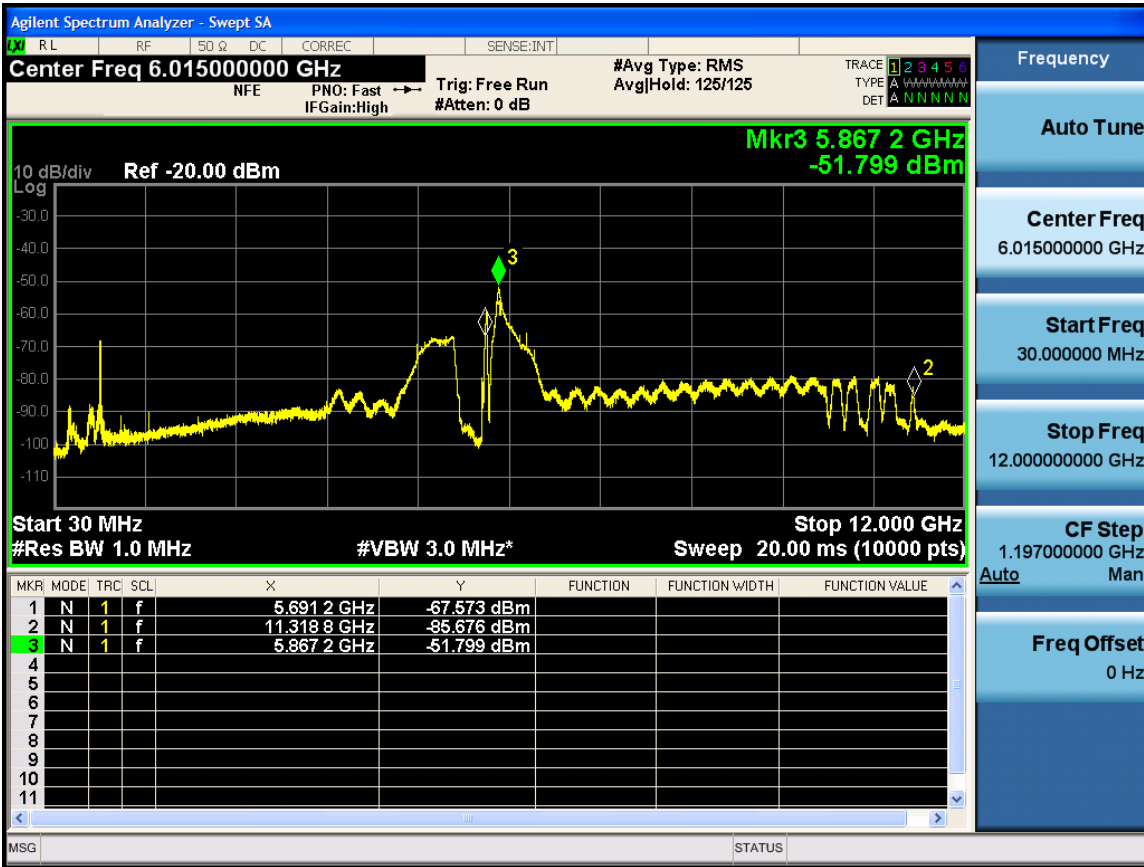 Agilent Spectrum Analyzer - Swept SA
LXI RL RF 50 Ω DC CORREC SENSE:INT
Center Freq 6.015000000 GHz
NFE PNO: Fast IFGain:High
Trig: Free Run
#Atten: 0 dB
#Avg Type: RMS
Avg|Hold: 125/125
TRACE 1 2 3 4 5 6
TYPE A WWWWW
DET A N N N N N
Mkr3 5.867 2 GHz
-51.799 dBm
10 dB/div Ref -20.00 dBm
Log
-30.0
-40.0
-50.0
-60.0
-70.0
-80.0
-90.0
-100
-110
3
2
Start 30 MHz Stop 12.000 GHz
#Res BW 1.0 MHz #VBW 3.0 MHz* Sweep 20.00 ms (10000 pts)
MKR MODE TRC SCL X Y FUNCTION FUNCTION WIDTH FUNCTION VALUE
1 N 1 f 5.691 2 GHz -67.573 dBm
2 N 1 f 11.318 8 GHz -85.676 dBm
3 N 1 f 5.867 2 GHz -51.799 dBm
4
5
6
7
8
9
10
11
MSG STATUS
Frequency
Auto Tune
Center Freq
6.015000000 GHz
Start Freq
30.000000 MHz
Stop Freq
12.000000000 GHz
CF Step
1.197000000 GHz
Auto Man
Freq Offset
0 Hz